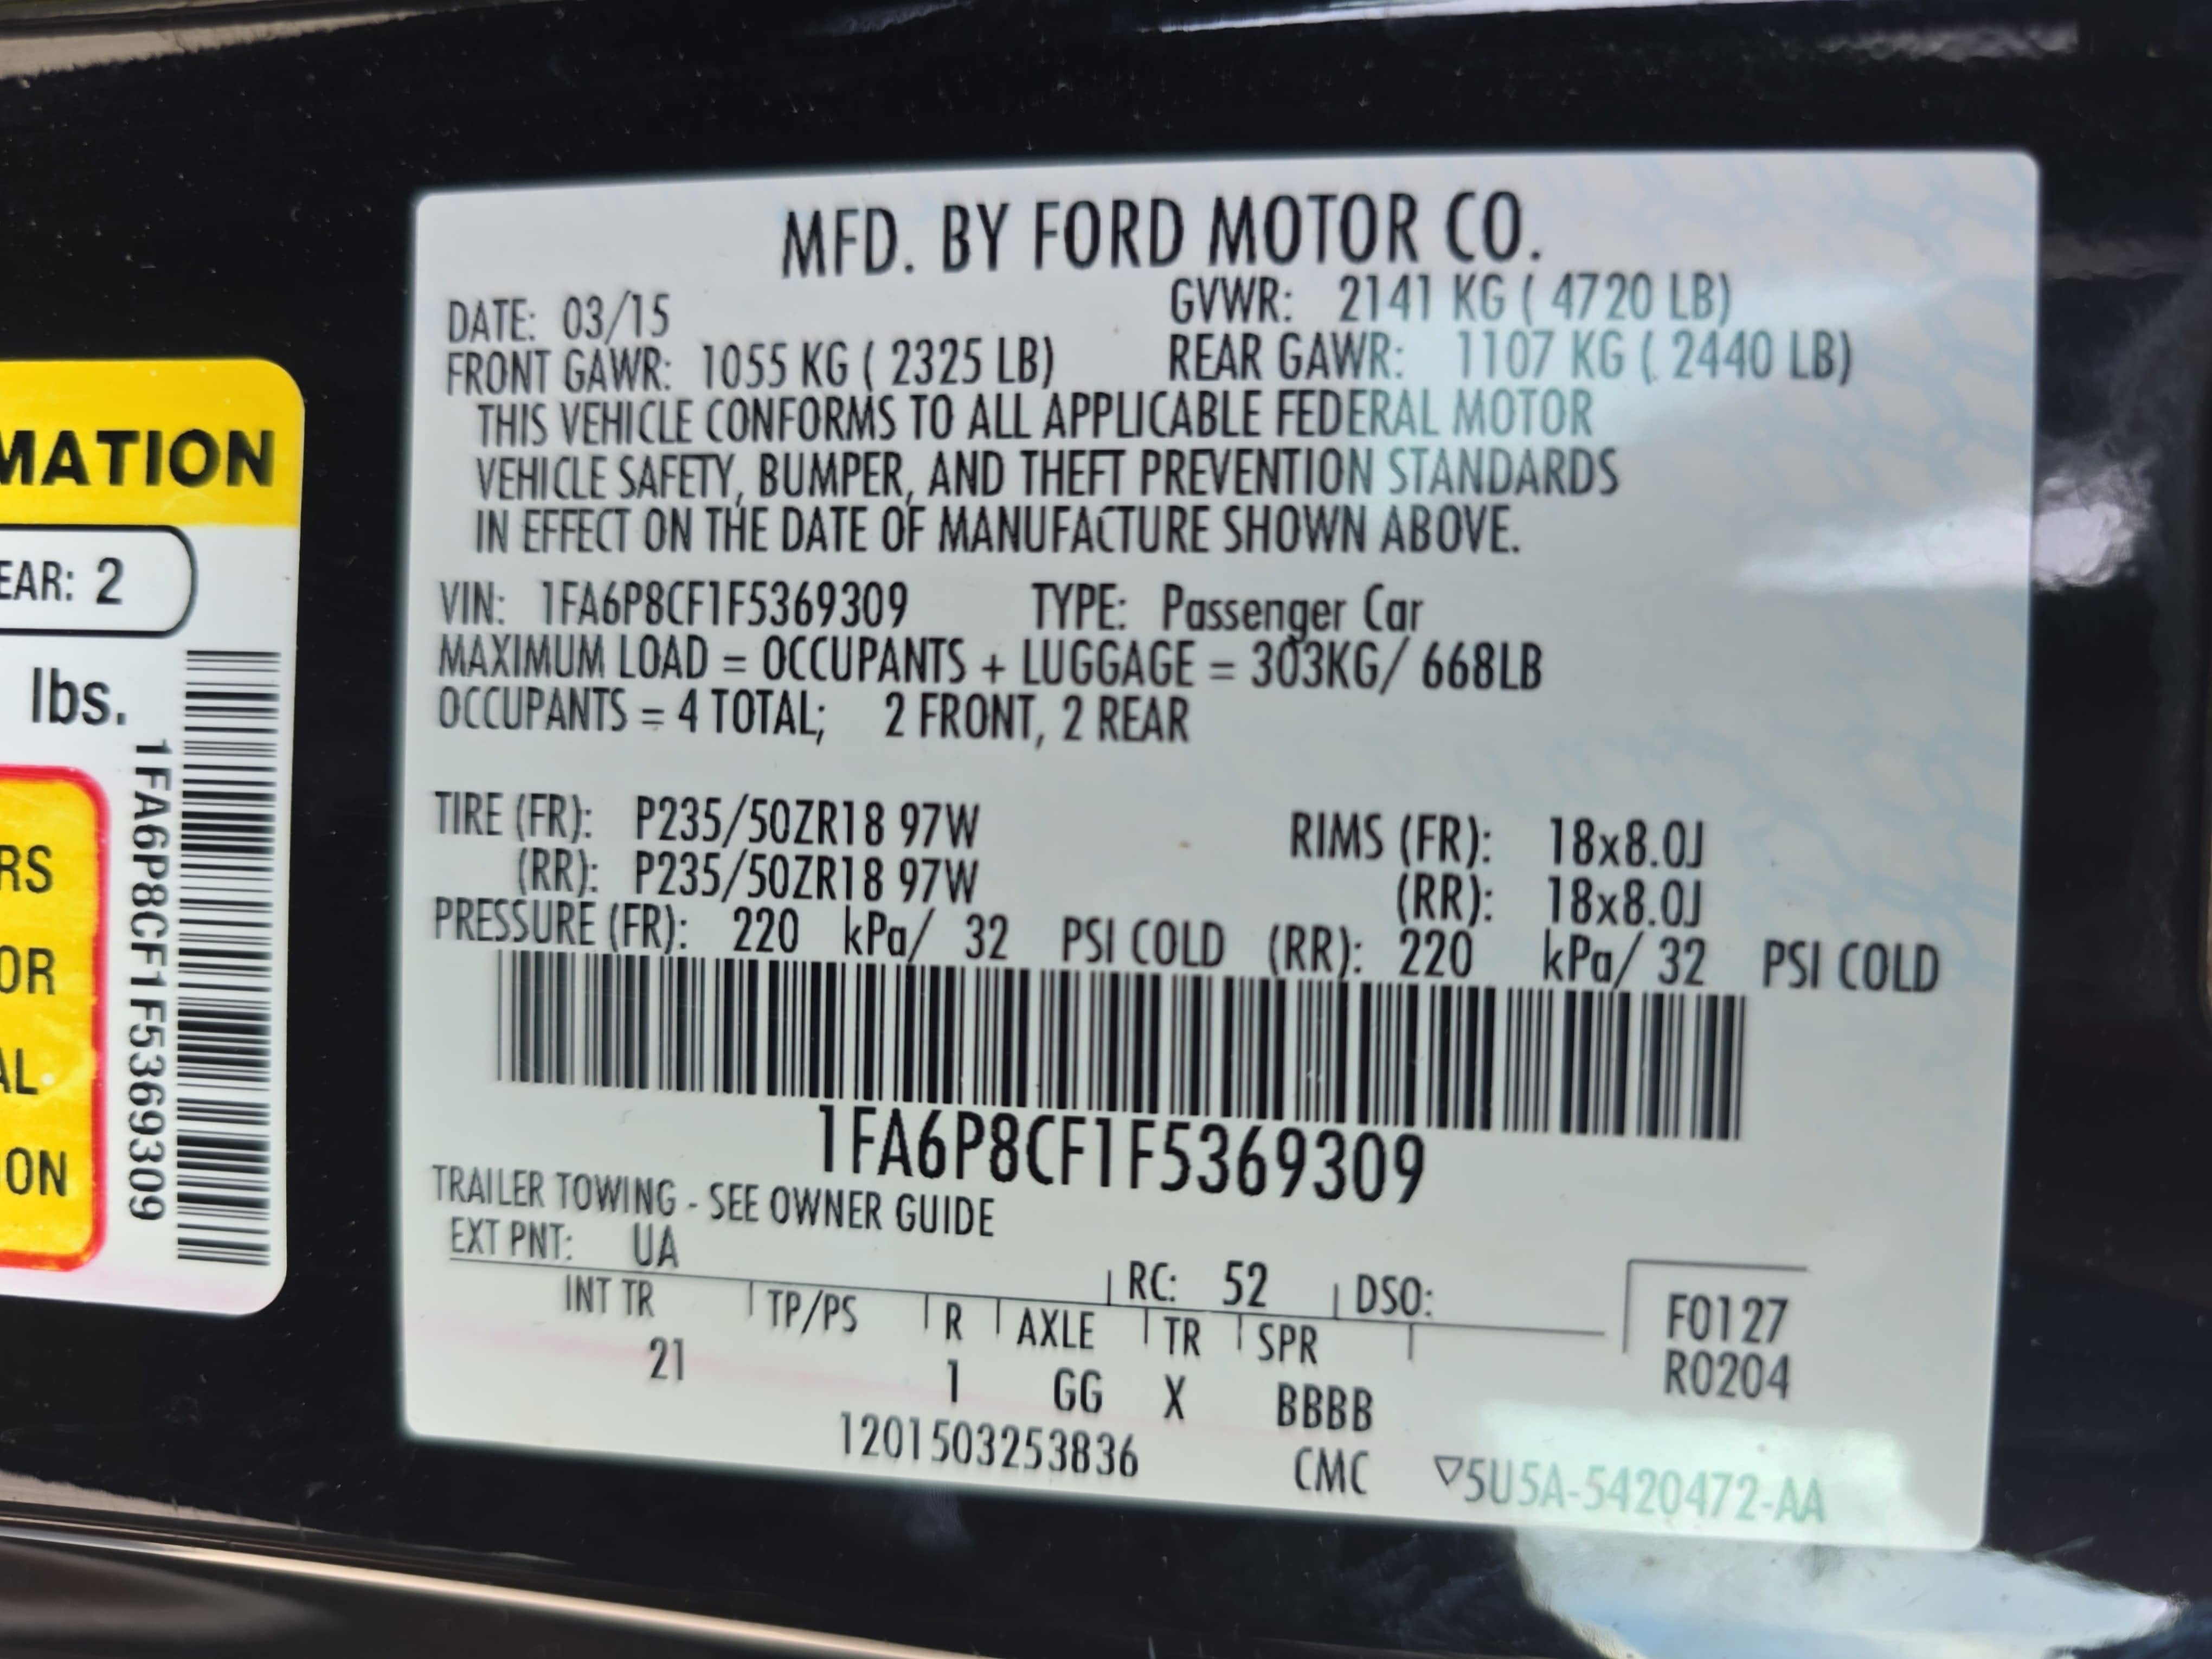 MATION
EAR: 2
lbs.
1FA6P8CF1F5369309
RS
OR
AL
ON
MFD. BY FORD MOTOR CO.
DATE: 03/15 GVWR: 2141 KG ( 4720 LB)
FRONT GAWR: 1055 KG ( 2325 LB) REAR GAWR: 1107 KG ( 2440 LB)
THIS VEHICLE CONFORMS TO ALL APPLICABLE FEDERAL MOTOR
VEHICLE SAFETY, BUMPER, AND THEFT PREVENTION STANDARDS
IN EFFECT ON THE DATE OF MANUFACTURE SHOWN ABOVE.
VIN: 1FA6P8CF1F5369309 TYPE: Passenger Car
MAXIMUM LOAD = OCCUPANTS + LUGGAGE = 303KG/ 668LB
OCCUPANTS = 4 TOTAL; 2 FRONT, 2 REAR
TIRE (FR): P235/50ZR18 97W RIMS (FR): 18x8.0J
(RR): P235/50ZR18 97W (RR): 18x8.0J
PRESSURE (FR): 220 kPa/ 32 PSI COLD (RR): 220 kPa/ 32 PSI COLD
1FA6P8CF1F5369309
TRAILER TOWING - SEE OWNER GUIDE
EXT PNT: UA RC: 52 DSO:
INT TR TP/PS R AXLE TR SPR F0127
21 1 GG X BBBB R0204
1201503253836 CMC ▽5U5A-5420472-AA